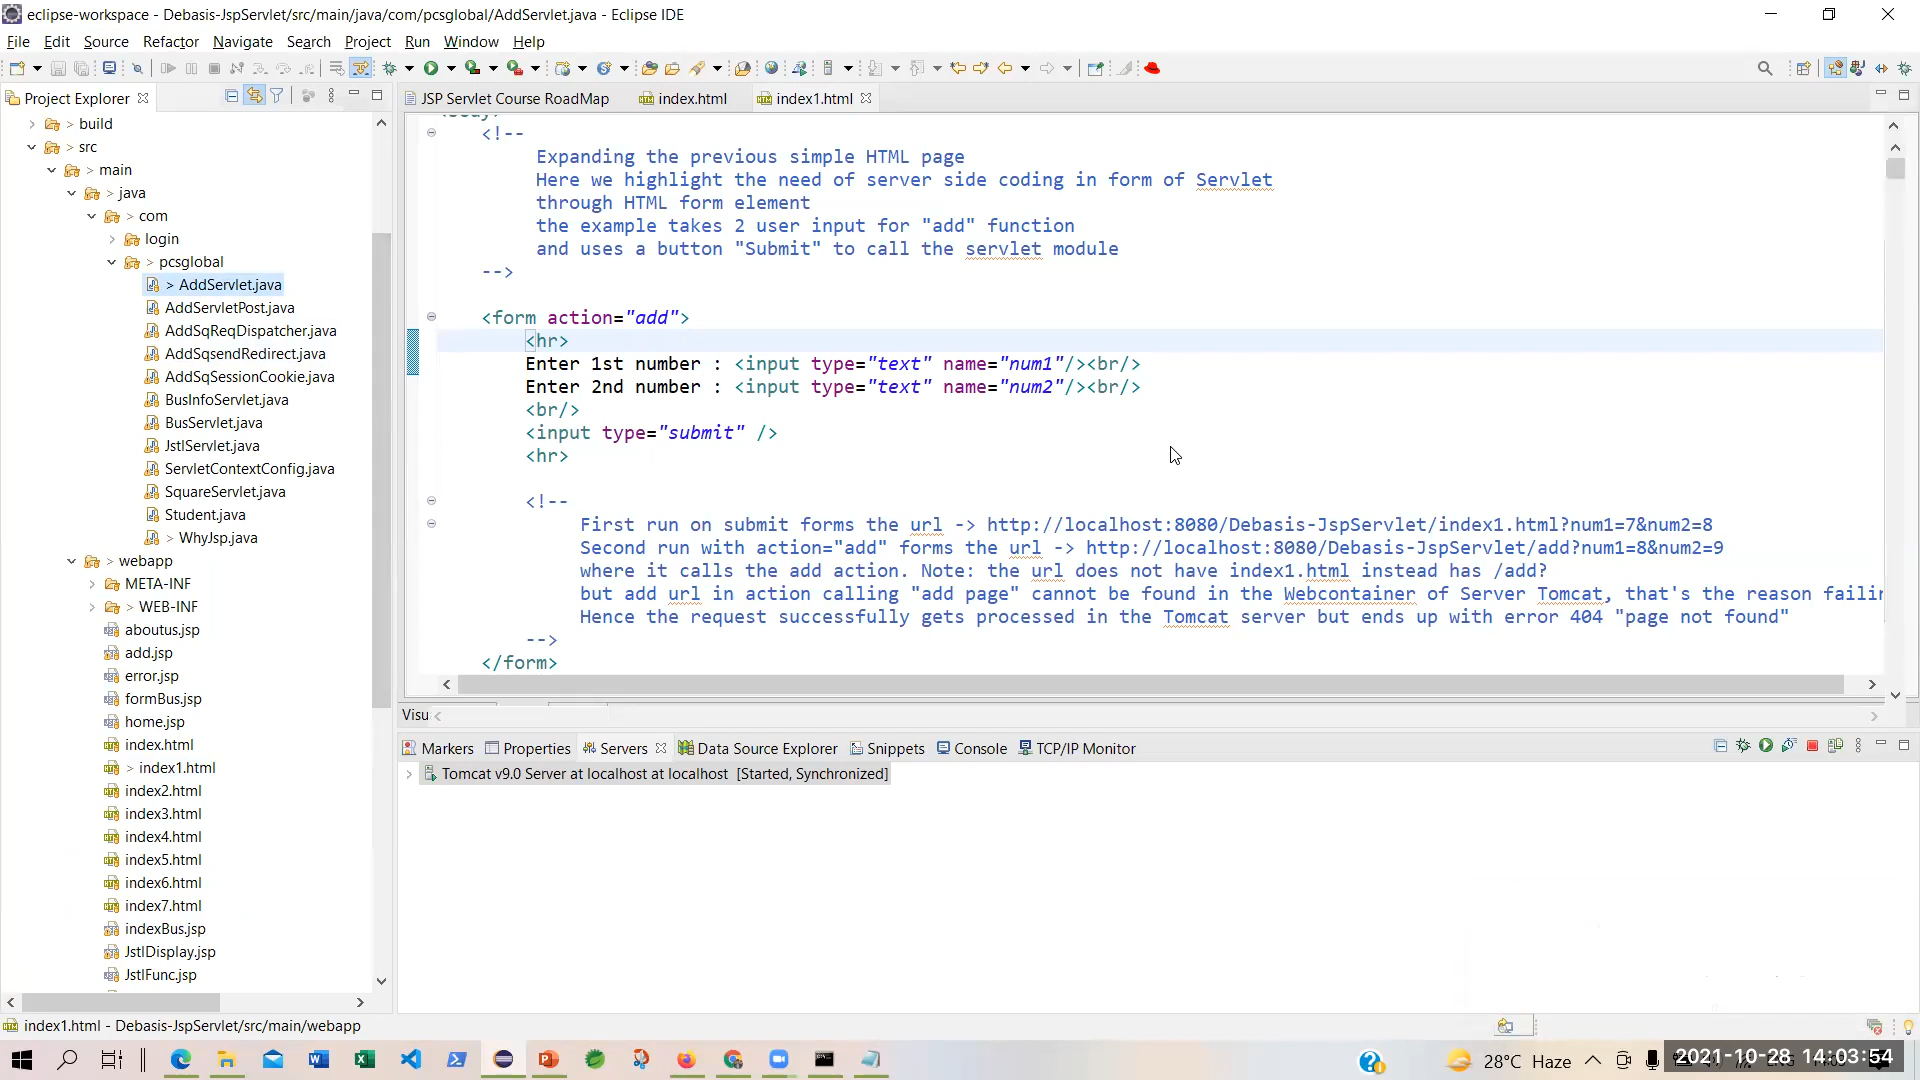 eclipse-workspace - Debasis-JspServlet/src/main/java/com/pcsglobal/AddServlet.java - Eclipse IDE
File Edit Source Refactor Navigate Search Project Run Window Help
Project Explorer
JSP Servlet Course RoadMap index.html index1.html
> build
> src
> main
> java
> com
login
> pcsglobal
> AddServlet.java
AddServletPost.java
AddSqReqDispatcher.java
AddSqsendRedirect.java
AddSqSessionCookie.java
BusInfoServlet.java
BusServlet.java
JstlServlet.java
ServletContextConfig.java
SquareServlet.java
Student.java
> WhyJsp.java
> webapp
META-INF
> WEB-INF
aboutus.jsp
add.jsp
error.jsp
formBus.jsp
home.jsp
index.html
> index1.html
index2.html
index3.html
index4.html
index5.html
index6.html
index7.html
indexBus.jsp
JstlDisplay.jsp
JstlFunc.jsp
<!--
Expanding the previous simple HTML page
Here we highlight the need of server side coding in form of Servlet
through HTML form element
the example takes 2 user input for "add" function
and uses a button "Submit" to call the servlet module
-->
<form action="add">
<hr>
Enter 1st number : <input type="text" name="num1"/><br/>
Enter 2nd number : <input type="text" name="num2"/><br/>
<br/>
<input type="submit" />
<hr>
<!--
First run on submit forms the url -> http://localhost:8080/Debasis-JspServlet/index1.html?num1=7&num2=8
Second run with action="add" forms the url -> http://localhost:8080/Debasis-JspServlet/add?num1=8&num2=9
where it calls the add action. Note: the url does not have index1.html instead has /add?
but add url in action calling "add page" cannot be found in the Webcontainer of Server Tomcat, that's the reason failin
Hence the request successfully gets processed in the Tomcat server but ends up with error 404 "page not found"
-->
</form>
Visu
Markers Properties Servers Data Source Explorer Snippets Console TCP/IP Monitor
Tomcat v9.0 Server at localhost at localhost [Started, Synchronized]
index1.html - Debasis-JspServlet/src/main/webapp
28°C Haze
2021-10-28 14:03:54